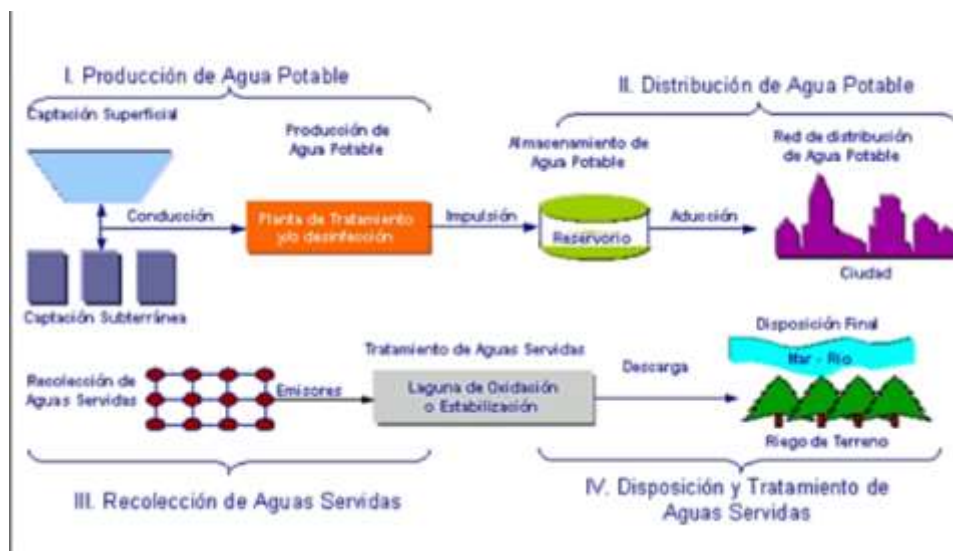 I. Producción de Agua Potable
II. Distribución de Agua Potable
Captación Superficial
Producción de
Agua Potable
Almacenamiento de
Agua Potable
Red de distribución
de Agua Potable
Conducción
Planta de Tratamiento
y/o desinfección
Impulsión
Reservorio
Aducción
Ciudad
Captación Subterránea
Disposición Final
Tratamiento de Aguas Servidas
Mar - Rio
Recolección de
Aguas Servidas
Emisores
Laguna de Oxidación
o Estabilización
Descarga
Riego de Terreno
III. Recolección de Aguas Servidas
IV. Disposición y Tratamiento de
Aguas Servidas